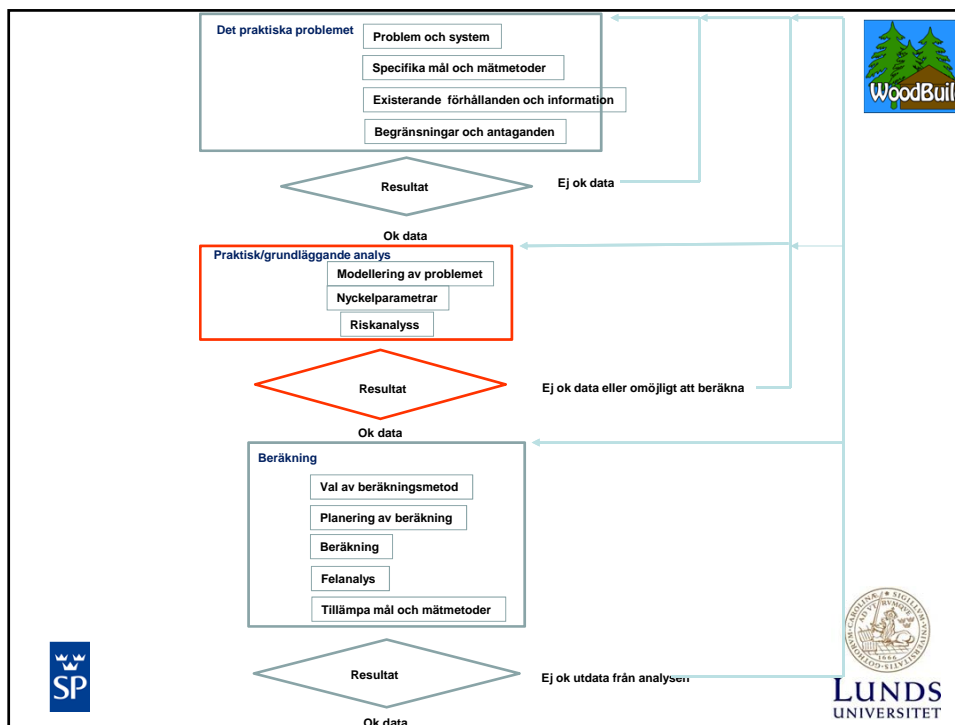 Det praktiska problemet
Problem och system
Specifika mål och mätmetoder
Existerande förhållanden och information
Begränsningar och antaganden
WoodBuil
Resultat
Ej ok data
Ok data
Praktisk/grundläggande analys
Modellering av problemet
Nyckelparametrar
Riskanalyss
Resultat
Ej ok data eller omöjligt att beräkna
Ok data
Beräkning
Val av beräkningsmetod
Planering av beräkning
Beräkning
Felanalys
Tillämpa mål och mätmetoder
Resultat
Ej ok utdata från analysen
Ok data
SP
1666
LUNDS
UNIVERSITET